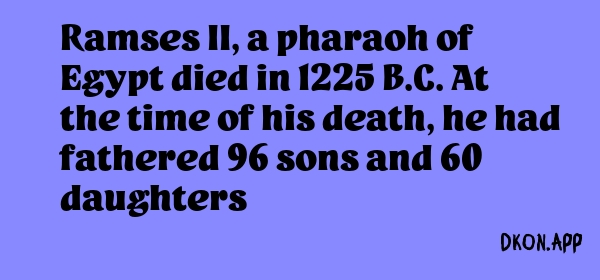 Ramses II, a pharaoh of
Egypt died in 1225 B.C. At
the time of his death, he had
fathered 96 sons and 60
daughters
DKON.APP